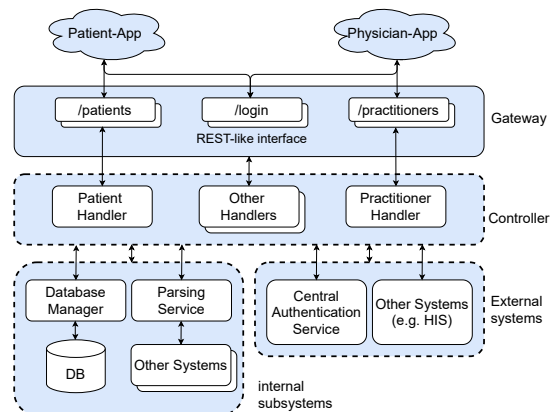 Patient-App
Physician-App
/patients
/login
/practitioners
REST-like interface
Gateway
Patient
Handler
Other
Handlers
Practitioner
Handler
Controller
Database
Manager
Parsing
Service
Central
Authentication
Service
Other Systems
(e.g. HIS)
External
systems
DB
Other Systems
internal
subsystems